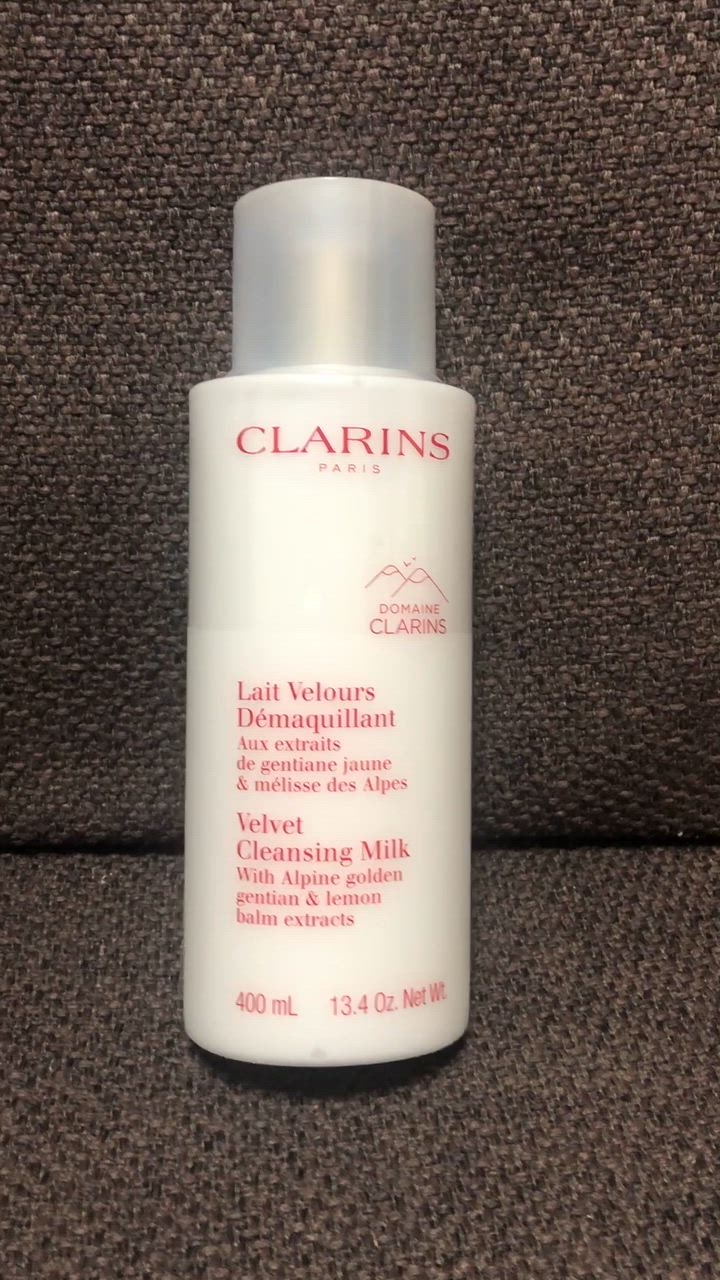 CLARINS
PARIS
DOMAINE
CLARINS
Lait Velours
Démaquillant
Aux extraits
de gentiane jaune
& mélisse des Alpes
Velvet
Cleansing Milk
With Alpine golden
gentian & lemon
balm extracts
400 mL 13.4 Oz. Net Wt.